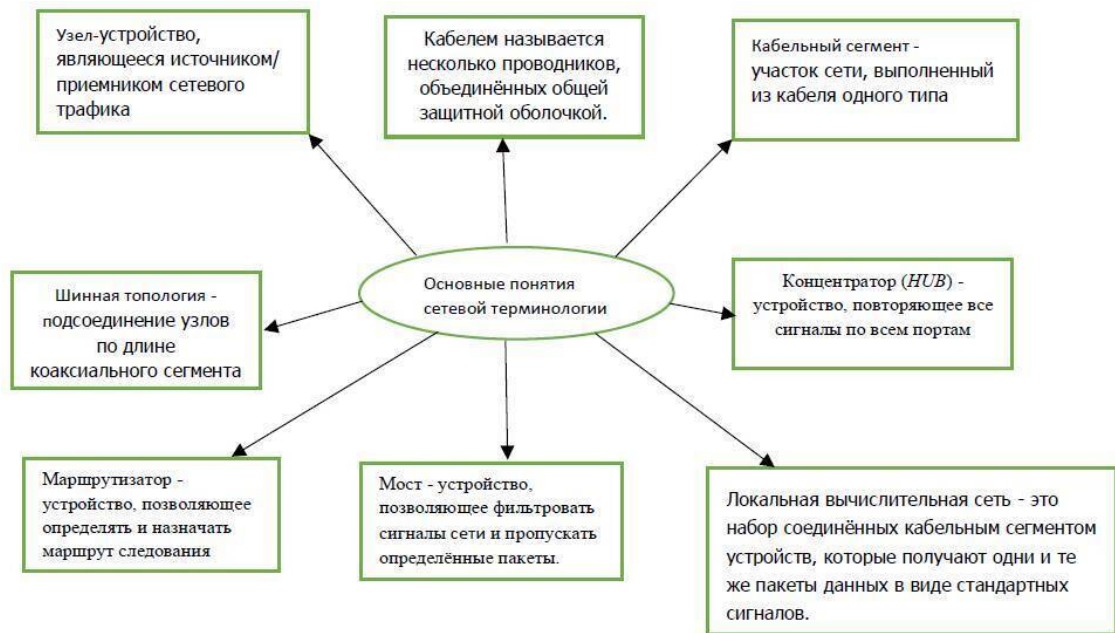 Узел-устройство,
являющееся источником/
приемником сетевого
трафика
Кабелем называется
несколько проводников,
объединённых общей
защитной оболочкой.
Кабельный сегмент -
участок сети, выполненный
из кабеля одного типа
Шинная топология -
подсоединение узлов
по длине
коаксиального сегмента
Основные понятия
сетевой терминологии
Концентратор (HUB) -
устройство, повторяющее все
сигналы по всем портам
Маршрутизатор -
устройство, позволяющее
определять и назначать
маршрут следования
Мост - устройство,
позволяющее фильтровать
сигналы сети и пропускать
определённые пакеты.
Локальная вычислительная сеть - это
набор соединённых кабельным сегментом
устройств, которые получают одни и те
же пакеты данных в виде стандартных
сигналов.